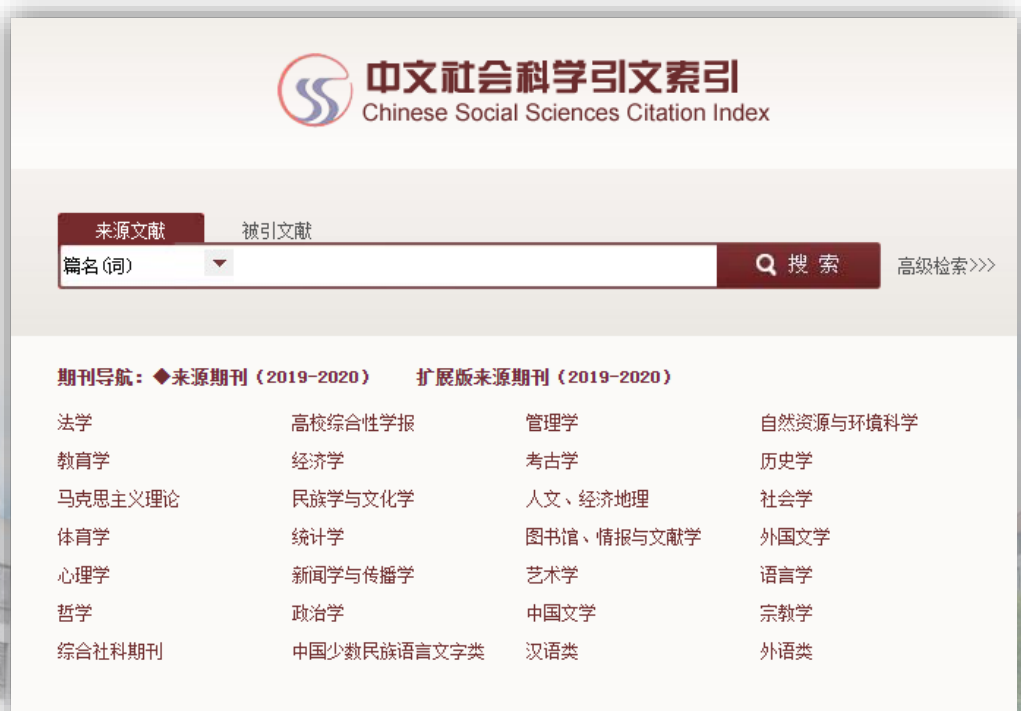 中文社会科学引文索引
Chinese Social Sciences Citation Index
来源文献 被引文献
篇名(词) 搜索 高级检索>>>
期刊导航：◆来源期刊（2019-2020） 扩展版来源期刊（2019-2020）
法学 高校综合性学报 管理学 自然资源与环境科学
教育学 经济学 考古学 历史学
马克思主义理论 民族学与文化学 人文、经济地理 社会学
体育学 统计学 图书馆、情报与文献学 外国文学
心理学 新闻学与传播学 艺术学 语言学
哲学 政治学 中国文学 宗教学
综合社科期刊 中国少数民族语言文字类 汉语类 外语类